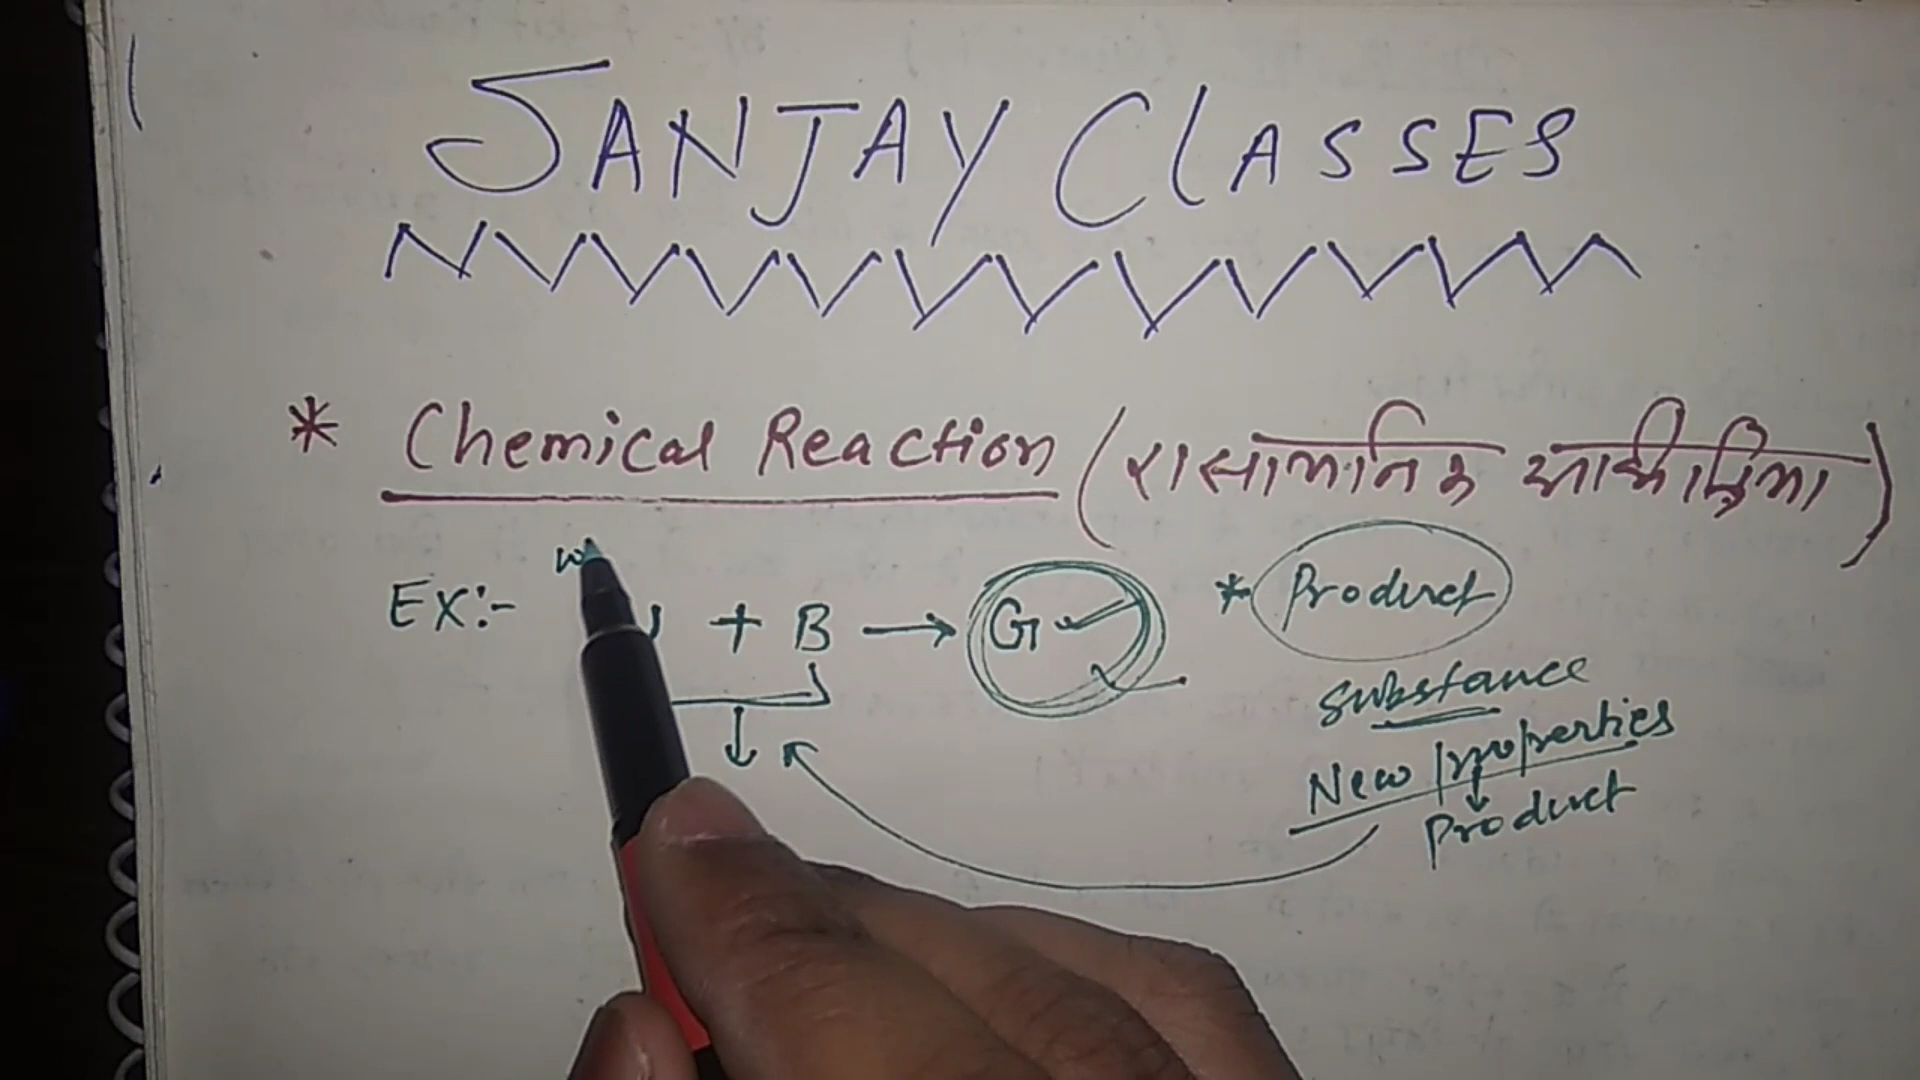 SANJAY CLASSES
* Chemical Reaction (रासायनिक अभिक्रिया)
Ex:- + B → G * Product
substance
New properties
↓
Product